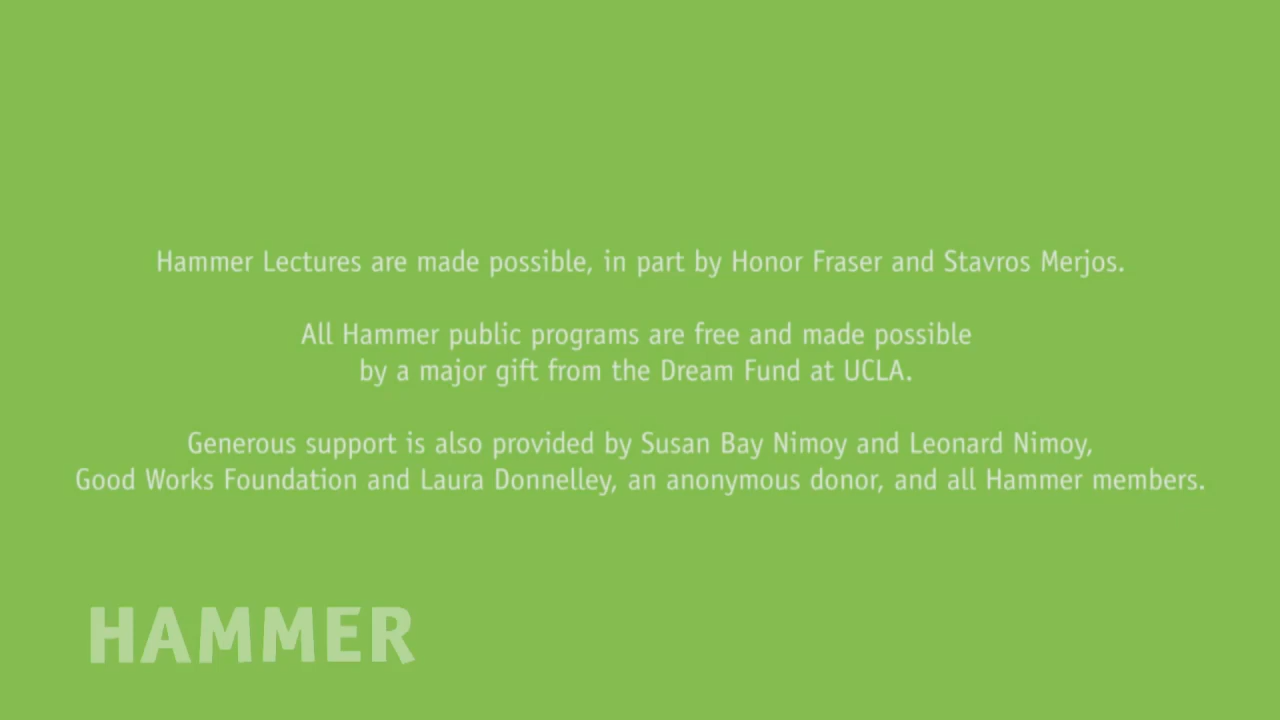 Hammer Lectures are made possible, in part by Honor Fraser and Stavros Merjos.
All Hammer public programs are free and made possible
by a major gift from the Dream Fund at UCLA.
Generous support is also provided by Susan Bay Nimoy and Leonard Nimoy,
Good Works Foundation and Laura Donnelley, an anonymous donor, and all Hammer members.
HAMMER